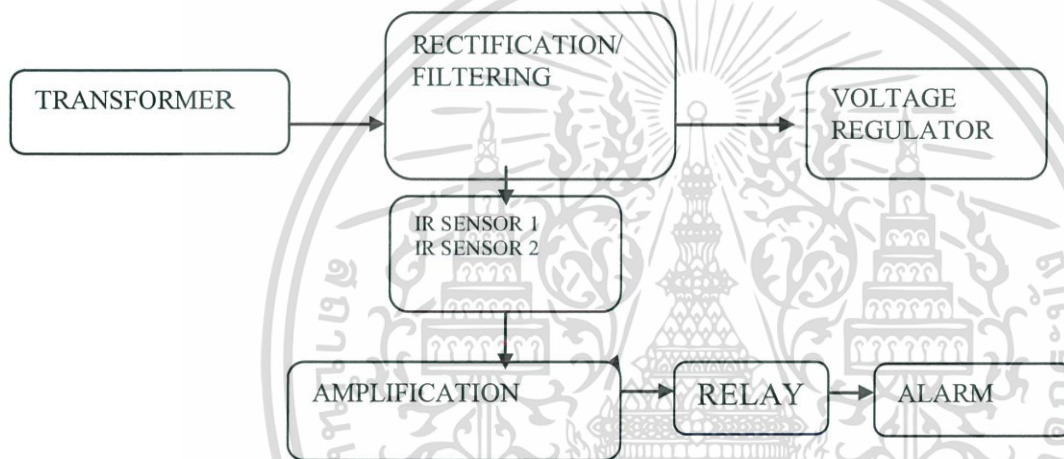 TRANSFORMER
RECTIFICATION/
FILTERING
VOLTAGE
REGULATOR
IR SENSOR 1
IR SENSOR 2
AMPLIFICATION
RELAY
ALARM